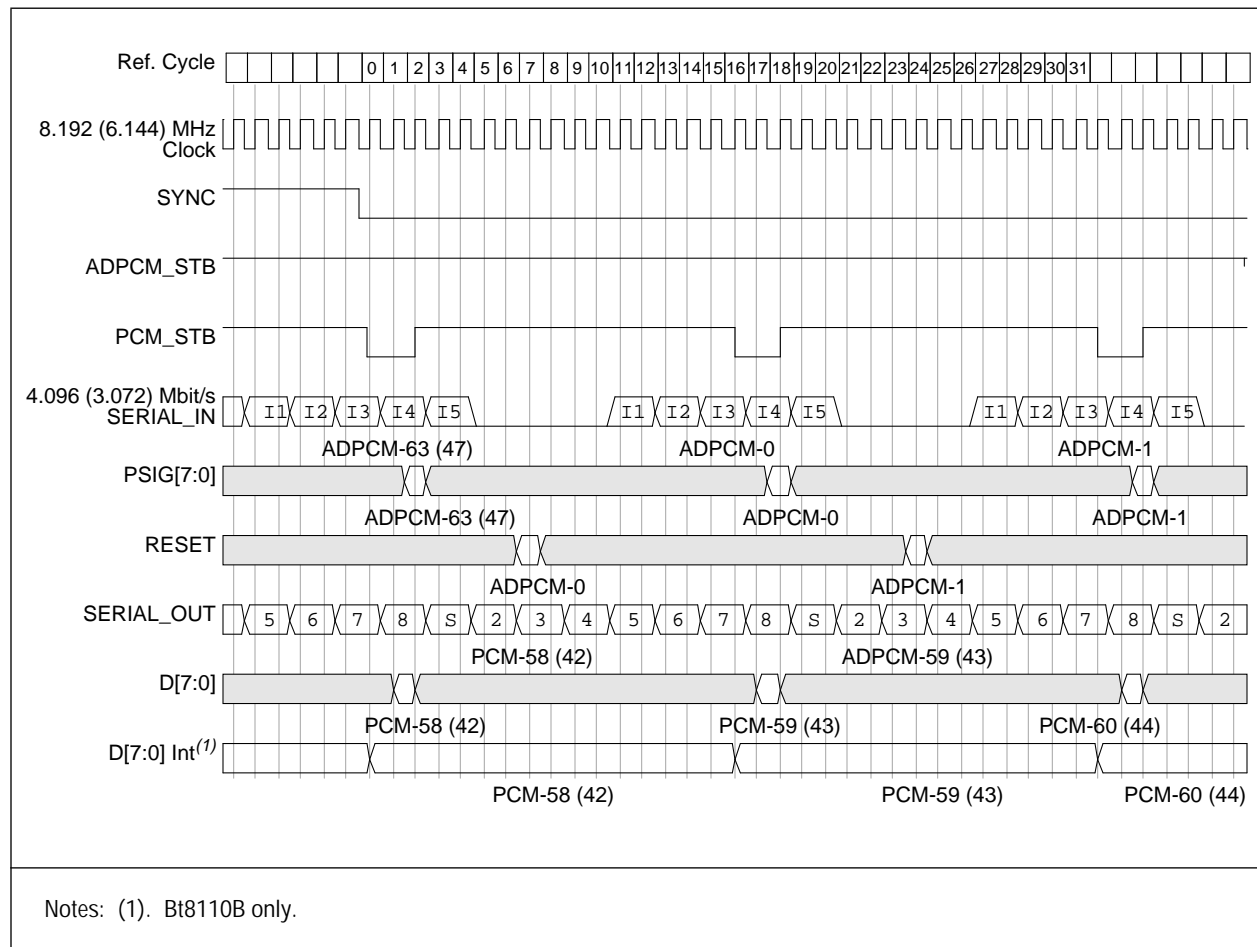 Ref. Cycle 0 1 2 3 4 5 6 7 8 9 10 11 12 13 14 15 16 17 18 19 20 21 22 23 24 25 26 27 28 29 30 31
8.192 (6.144) MHz
Clock
SYNC
ADPCM_STB
PCM_STB
4.096 (3.072) Mbit/s
SERIAL_IN I1 I2 I3 I4 I5 I1 I2 I3 I4 I5 I1 I2 I3 I4 I5
ADPCM-63 (47) ADPCM-0 ADPCM-1
PSIG[7:0]
ADPCM-63 (47) ADPCM-0 ADPCM-1
RESET
ADPCM-0 ADPCM-1
SERIAL_OUT 5 6 7 8 S 2 3 4 5 6 7 8 S 2 3 4 5 6 7 8 S 2
PCM-58 (42) ADPCM-59 (43)
D[7:0]
PCM-58 (42) PCM-59 (43) PCM-60 (44)
D[7:0] Int(1)
PCM-58 (42) PCM-59 (43) PCM-60 (44)
Notes: (1). Bt8110B only.